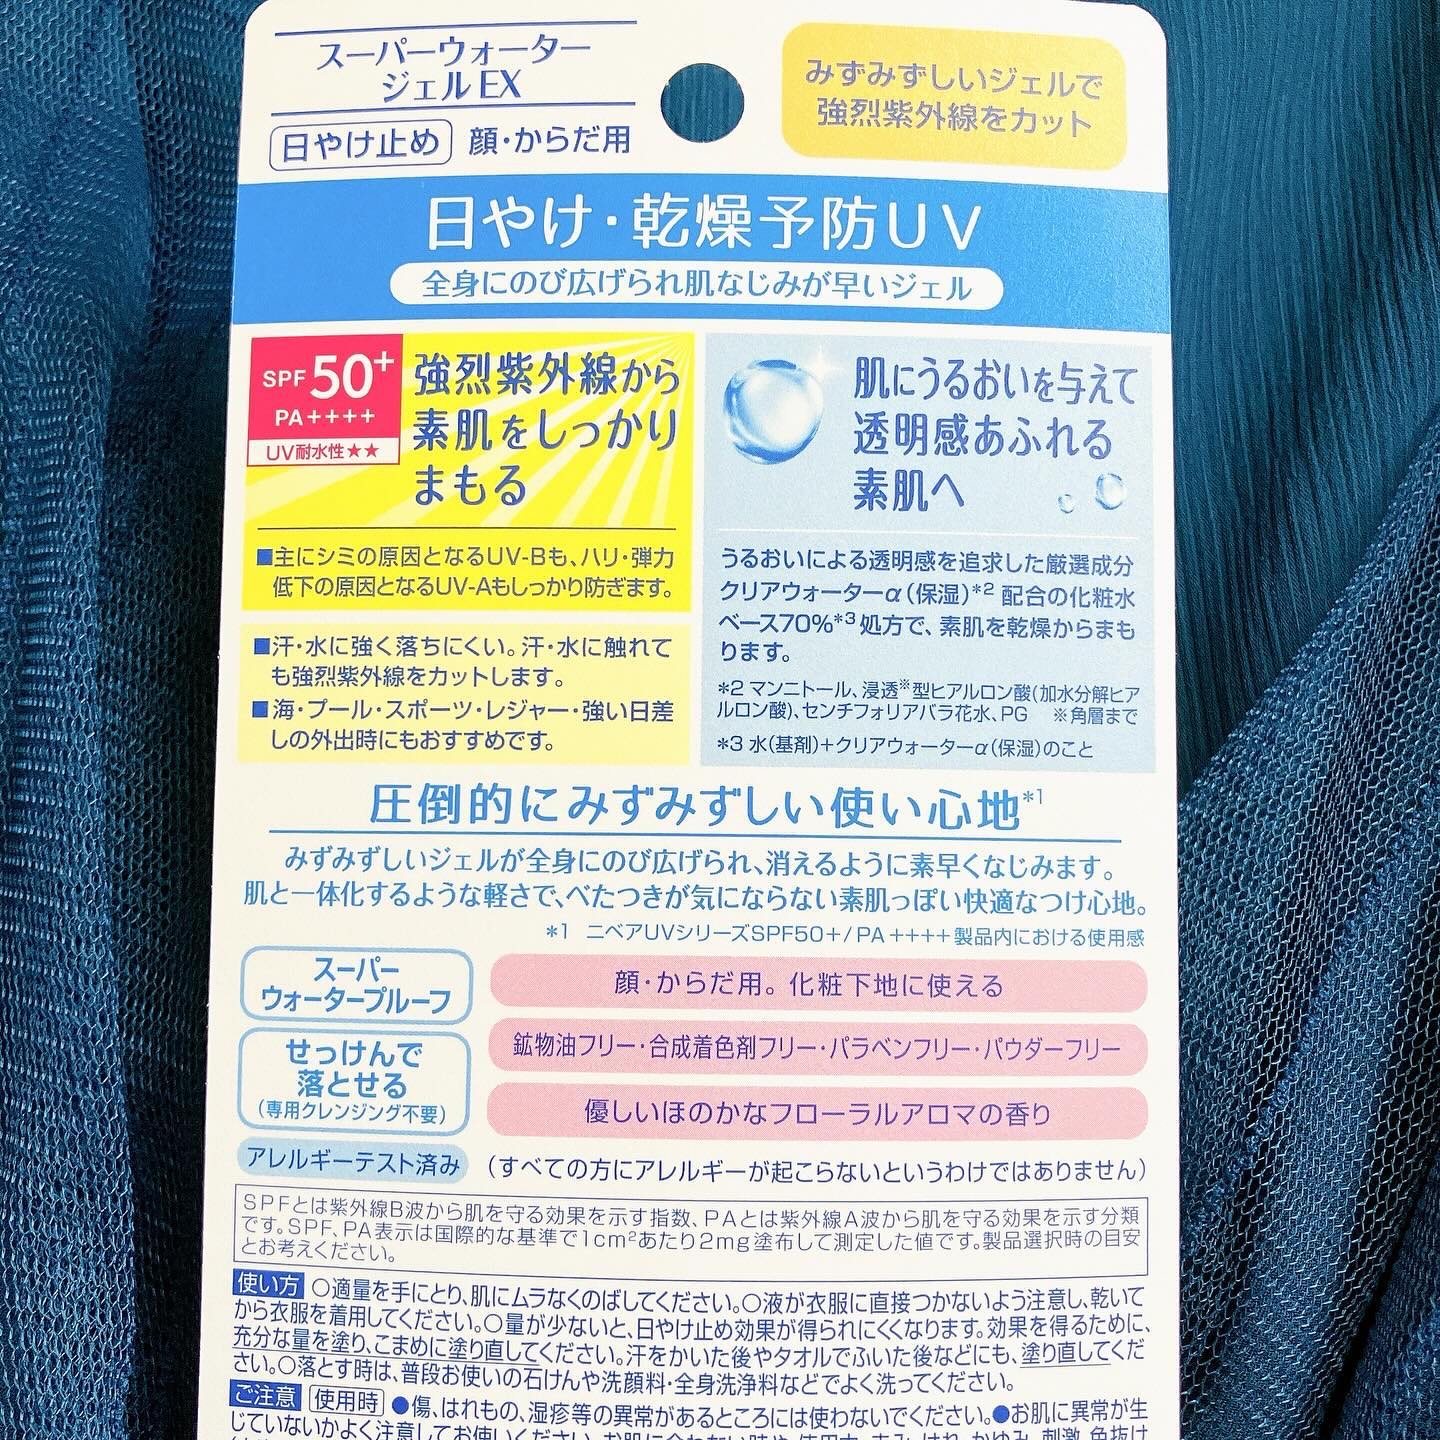 スーパーウォーター
ジェルEX
日やけ止め 顔・からだ用
みずみずしいジェルで
強烈紫外線をカット
日やけ・乾燥予防UV
全身にのび広げられ肌なじみが早いジェル
SPF50+
PA++++
UV耐水性★★
強烈紫外線から
素肌をしっかり
まもる
■主にシミの原因となるUV-Bも、ハリ・弾力
低下の原因となるUV-Aもしっかり防ぎます。
■汗・水に強く落ちにくい。汗・水に触れて
も強烈紫外線をカットします。
■海・プール・スポーツ・レジャー・強い日差
しの外出時にもおすすめです。
肌にうるおいを与えて
透明感あふれる
素肌へ
うるおいによる透明感を追求した厳選成分
クリアウォーターα(保湿)*2 配合の化粧水
ベース70%*3処方で、素肌を乾燥からまも
ります。
*2 マンニトール、浸透※型ヒアルロン酸(加水分解ヒア
ルロン酸)、センチフォリアバラ花水、PG ※角層まで
*3 水(基剤)+クリアウォーターα(保湿)のこと
圧倒的にみずみずしい使い心地*1
みずみずしいジェルが全身にのび広げられ、消えるように素早くなじみます。
肌と一体化するような軽さで、べたつきが気にならない素肌っぽい快適なつけ心地。
*1 ニベアUVシリーズSPF50+/PA++++製品内における使用感
スーパー
ウォータープルーフ
せっけんで
落とせる
(専用クレンジング不要)
顔・からだ用。化粧下地に使える
鉱物油フリー・合成着色剤フリー・パラベンフリー・パウダーフリー
優しいほのかなフローラルアロマの香り
アレルギーテスト済み (すべての方にアレルギーが起こらないというわけではありません)
SPFとは紫外線B波から肌を守る効果を示す指数、PAとは紫外線A波から肌を守る効果を示す分類
です。SPF、PA表示は国際的な基準で1cm²あたり2mg塗布して測定した値です。製品選択時の目安
とお考えください。
使い方 ○適量を手にとり、肌にムラなくのばしてください。○液が衣服に直接つかないよう注意し、乾いて
から衣服を着用してください。○量が少ないと、日やけ止め効果が得られにくくなります。効果を得るために、
充分な量を塗り、こまめに塗り直してください。汗をかいた後やタオルでふいた後などにも、塗り直してくだ
さい。○落とす時は、普段お使いの石けんや洗顔料・全身洗浄料などでよく洗ってください。
ご注意 使用時 ●傷、はれもの、湿疹等の異常があるところには使わないでください。●お肌に異常が生
じていないかよく注意してお使いください。